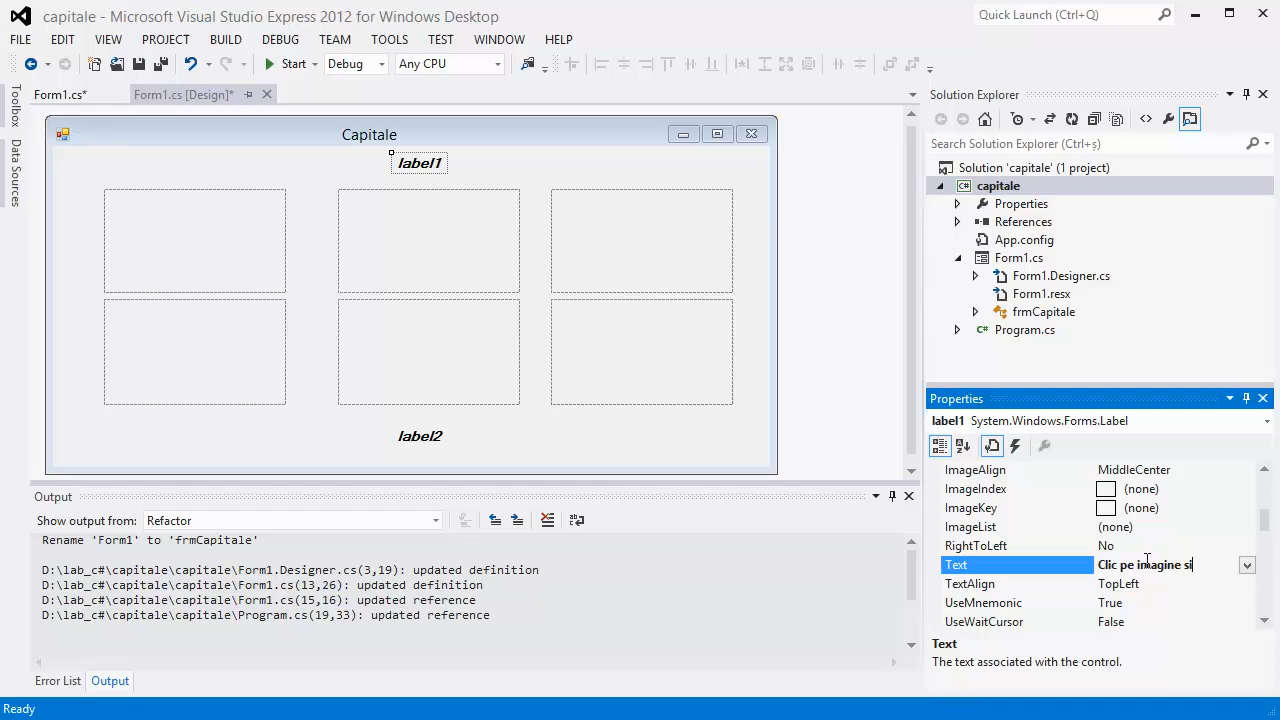 capitale - Microsoft Visual Studio Express 2012 for Windows Desktop
Quick Launch (Ctrl+Q)
FILE EDIT VIEW PROJECT BUILD DEBUG TEAM TOOLS TEST WINDOW HELP
Start Debug Any CPU
Toolbox
Data Sources
Form1.cs* Form1.cs [Design]*
Capitale
label1
label2
Output
Show output from: Refactor
Rename 'Form1' to 'frmCapitale'
D:\lab_c#\capitale\capitale\Form1.Designer.cs(3,19): updated definition
D:\lab_c#\capitale\capitale\Form1.cs(13,26): updated definition
D:\lab_c#\capitale\capitale\Form1.cs(15,16): updated reference
D:\lab_c#\capitale\capitale\Program.cs(19,33): updated reference
Error List Output
Ready
Solution Explorer
Search Solution Explorer (Ctrl+ș)
Solution 'capitale' (1 project)
C# capitale
Properties
References
App.config
Form1.cs
Form1.Designer.cs
Form1.resx
frmCapitale
C# Program.cs
Properties
label1 System.Windows.Forms.Label
ImageAlign MiddleCenter
ImageIndex (none)
ImageKey (none)
ImageList (none)
RightToLeft No
Text Clic pe imagine si
TextAlign TopLeft
UseMnemonic True
UseWaitCursor False
Text
The text associated with the control.